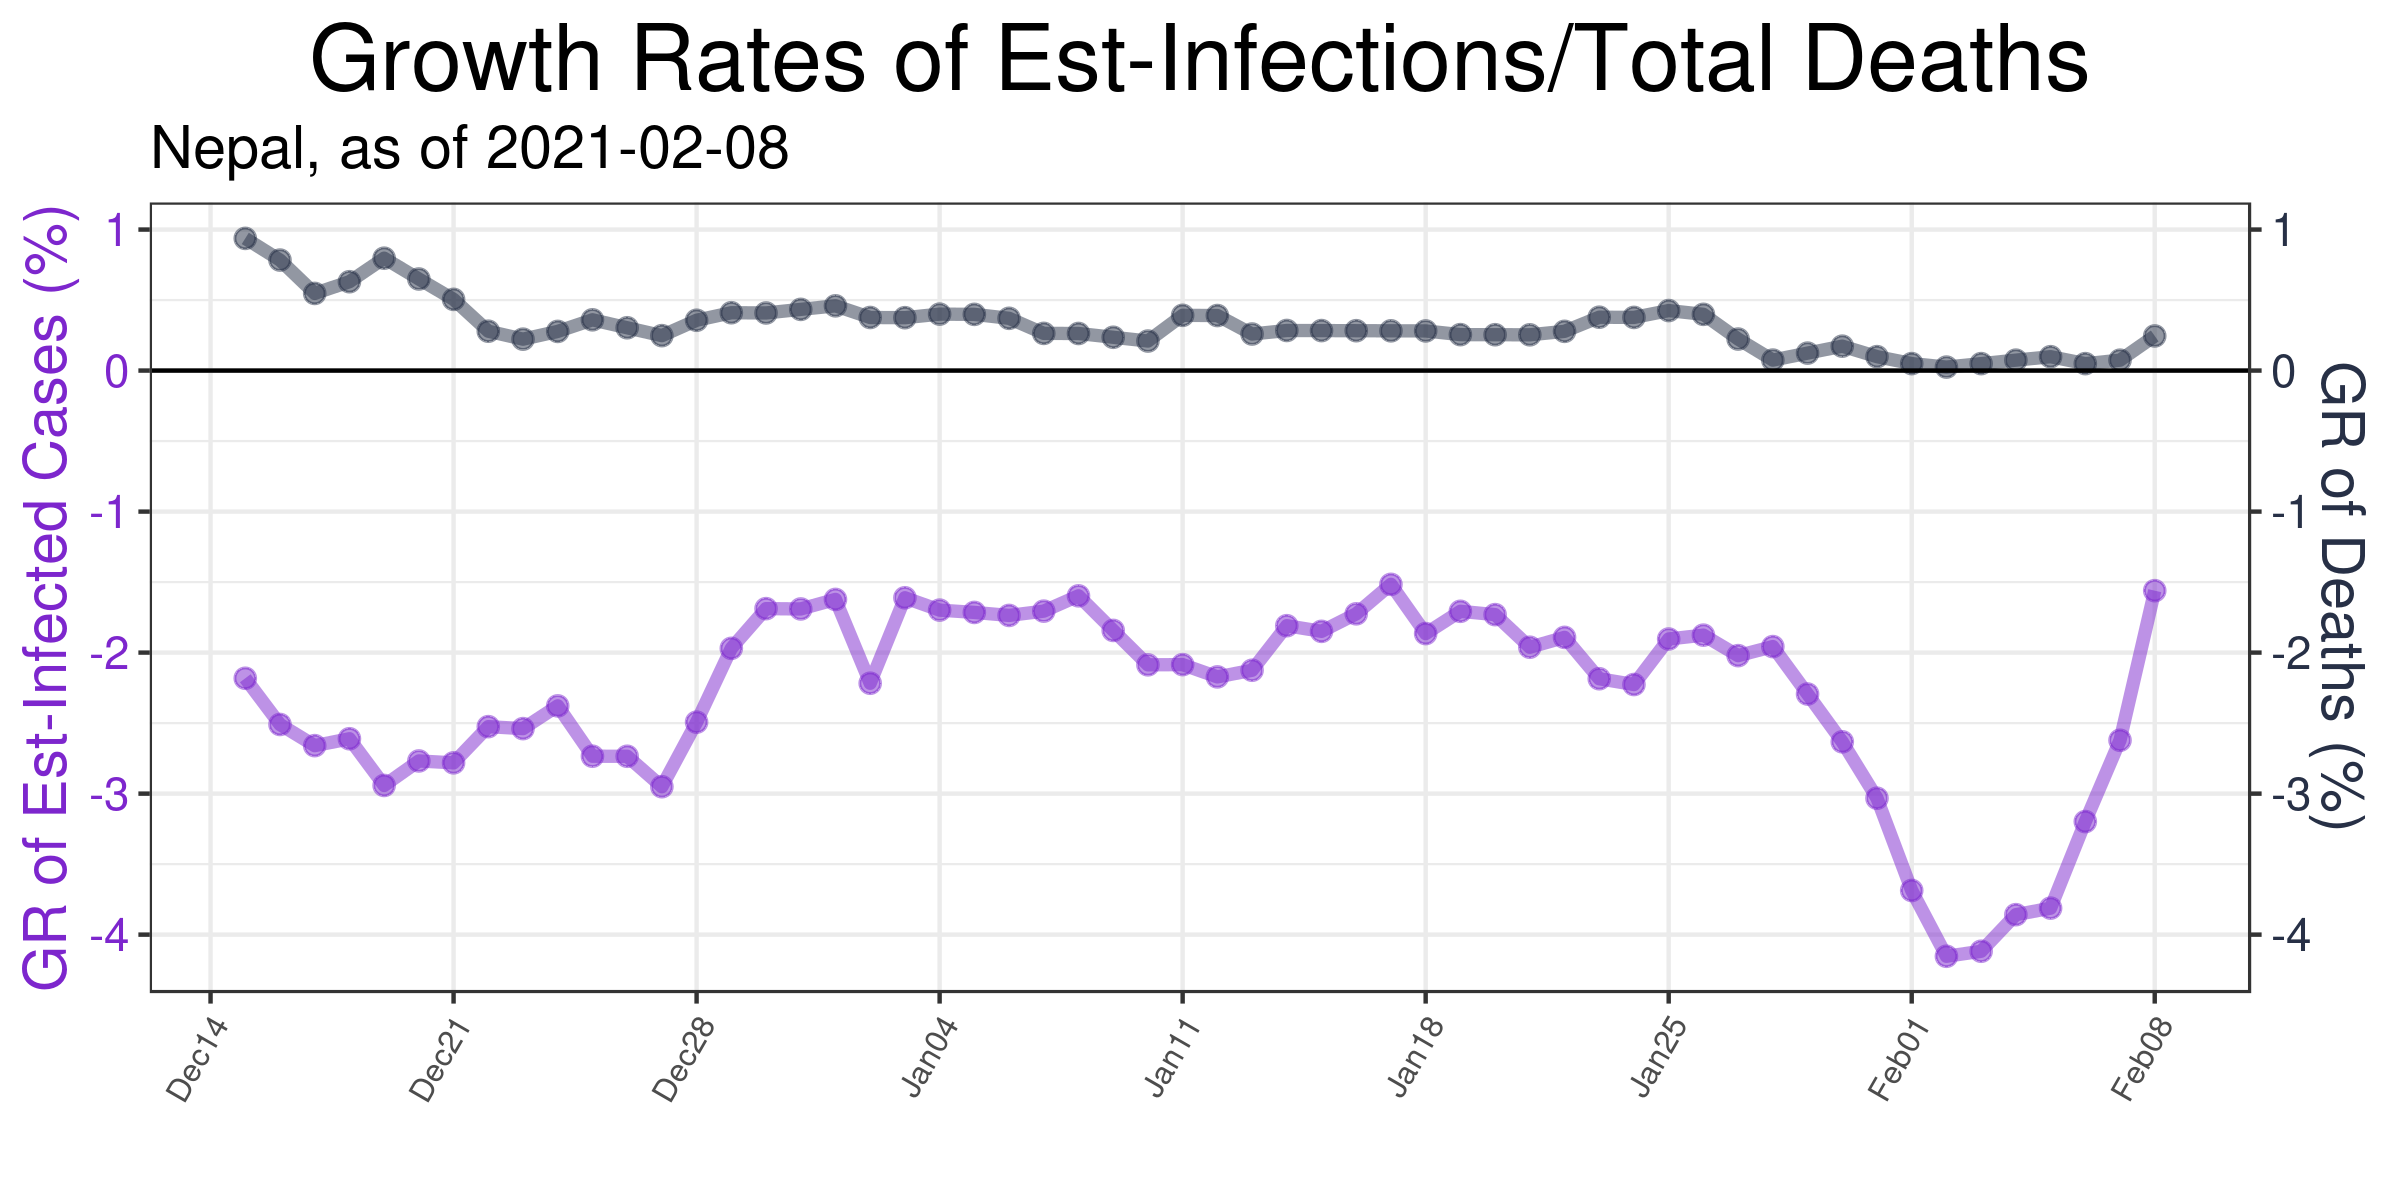 Growth Rates of Est-Infections/Total Deaths
Nepal, as of 2021-02-08
GR of Est-Infected Cases (%)
1
0
-1
-2
-3
-4
1
0
-1
-2
-3
-4
GR of Deaths (%)
Dec14
Dec21
Dec28
Jan04
Jan11
Jan18
Jan25
Feb01
Feb08